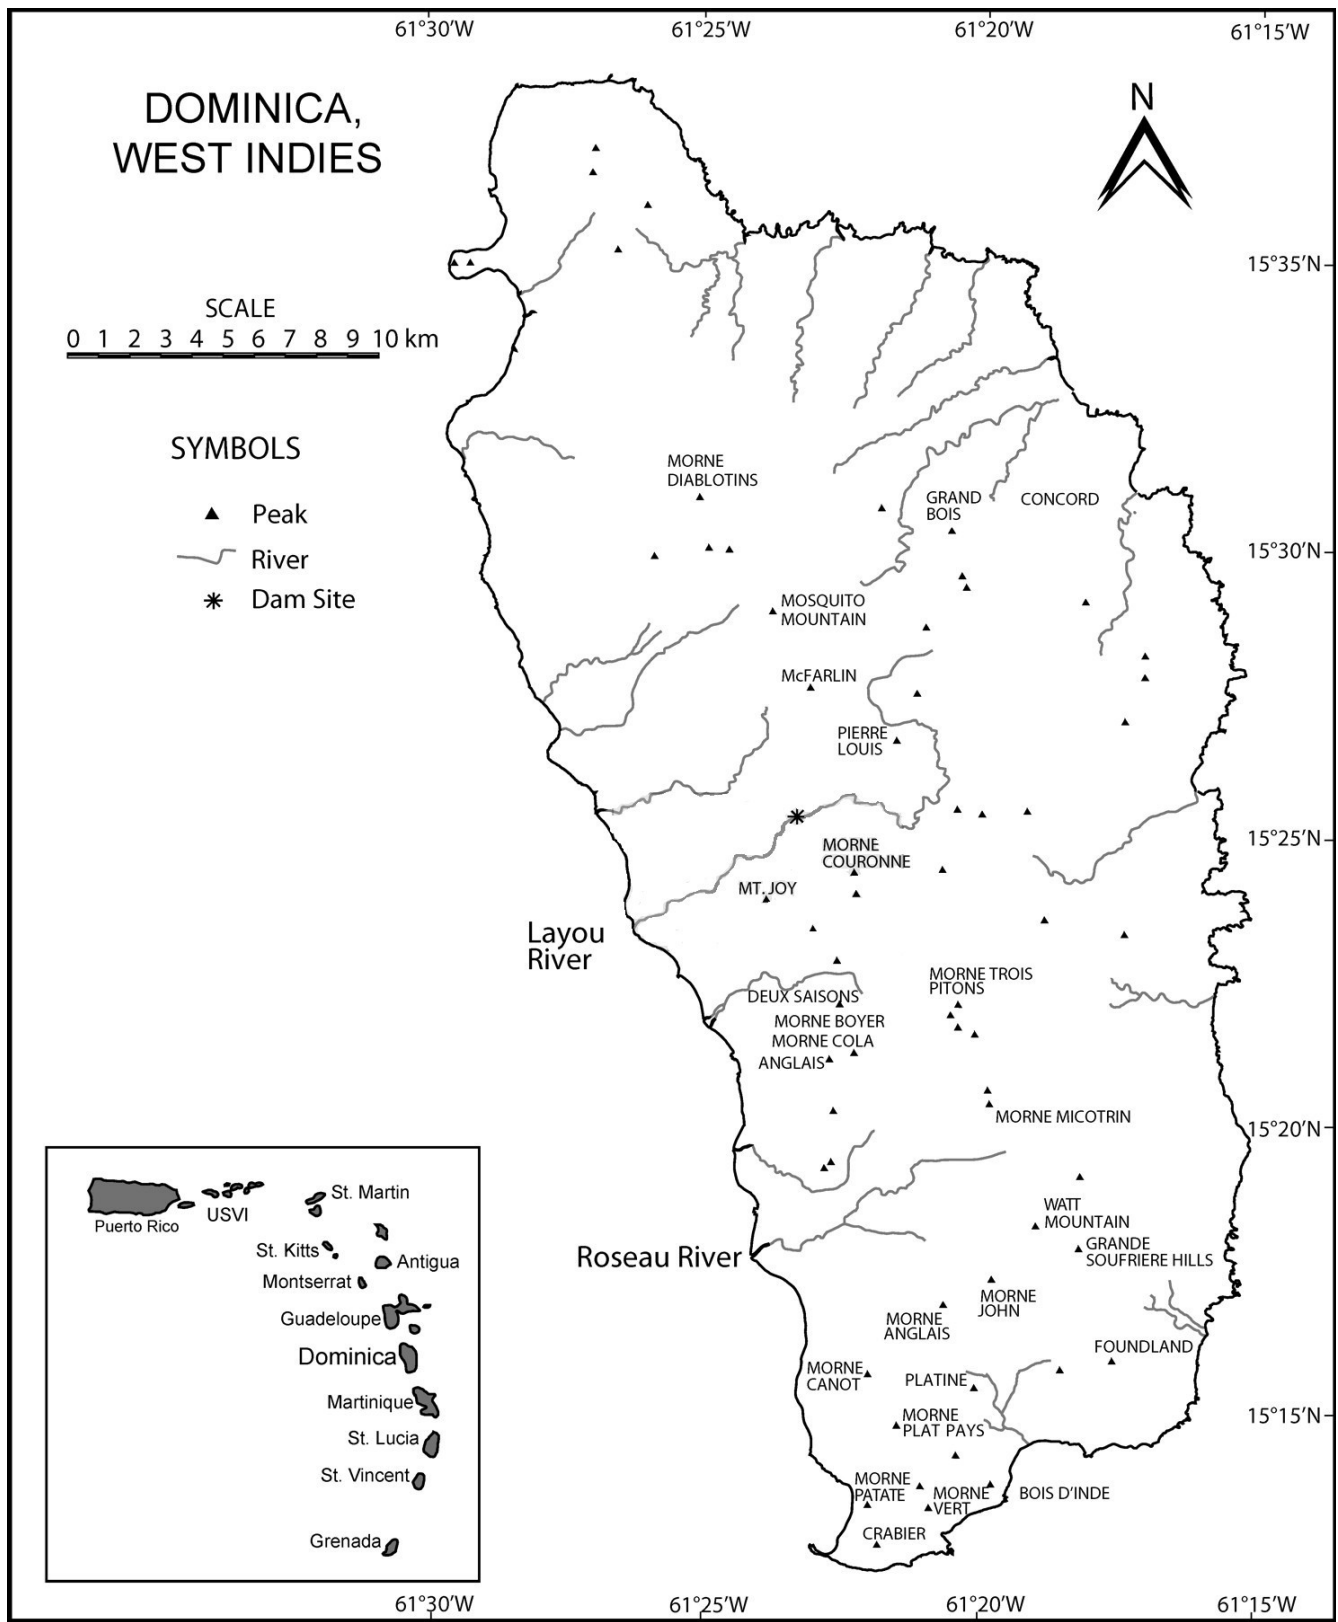 61°30′W
61°25′W
61°20′W
61°15′W
DOMINICA,
WEST INDIES
N
15°35′N
SCALE
0 1 2 3 4 5 6 7 8 9 10 km
SYMBOLS
Peak
River
Dam Site
MORNE
DIABLOTINS
GRAND
BOIS
CONCORD
15°30′N
MOSQUITO
MOUNTAIN
McFARLIN
PIERRE
LOUIS
15°25′N
MORNE
COURONNE
MT. JOY
Layou
River
MORNE TROIS
PITONS
DEUX SAISONS
MORNE BOYER
MORNE COLA
ANGLAIS
MORNE MICOTRIN
15°20′N
WATT
MOUNTAIN
GRANDE
SOUFRIERE HILLS
Roseau River
MORNE
JOHN
MORNE
ANGLAIS
FOUNDLAND
MORNE
CANOT
PLATINE
MORNE
PLAT PAYS
15°15′N
MORNE
PATATE
MORNE
VERT
BOIS D'INDE
CRABIER
Puerto Rico
USVI
St. Martin
St. Kitts
Antigua
Montserrat
Guadeloupe
Dominica
Martinique
St. Lucia
St. Vincent
Grenada
61°30′W
61°25′W
61°20′W
61°15′W